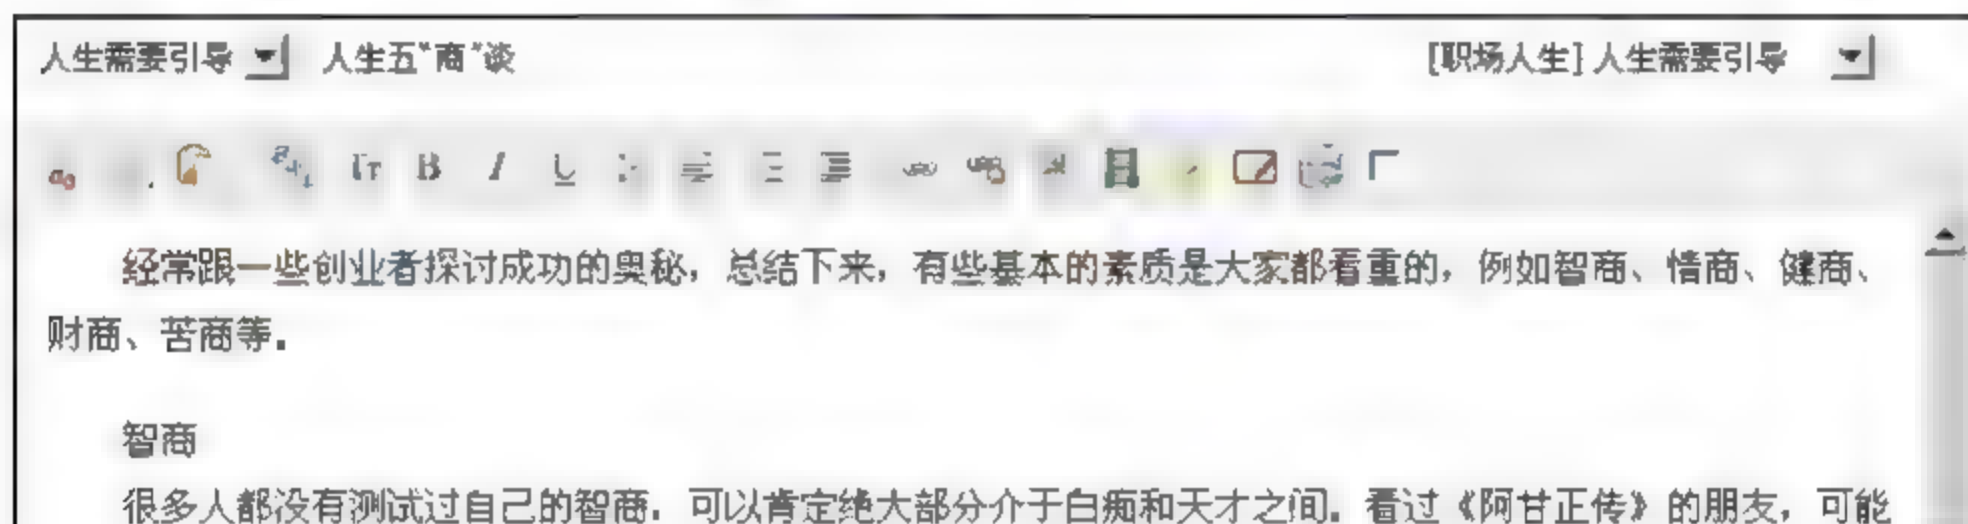 人生需要引导 人生五“商”谈 [职场人生] 人生需要引导
B I U
经常跟一些创业者探讨成功的奥秘，总结下来，有些基本的素质是大家都看重的，例如智商、情商、健商、
财商、苦商等。
智商
很多人都没有测试过自己的智商，可以肯定绝大部分介于白痴和天才之间。看过《阿甘正传》的朋友，可能